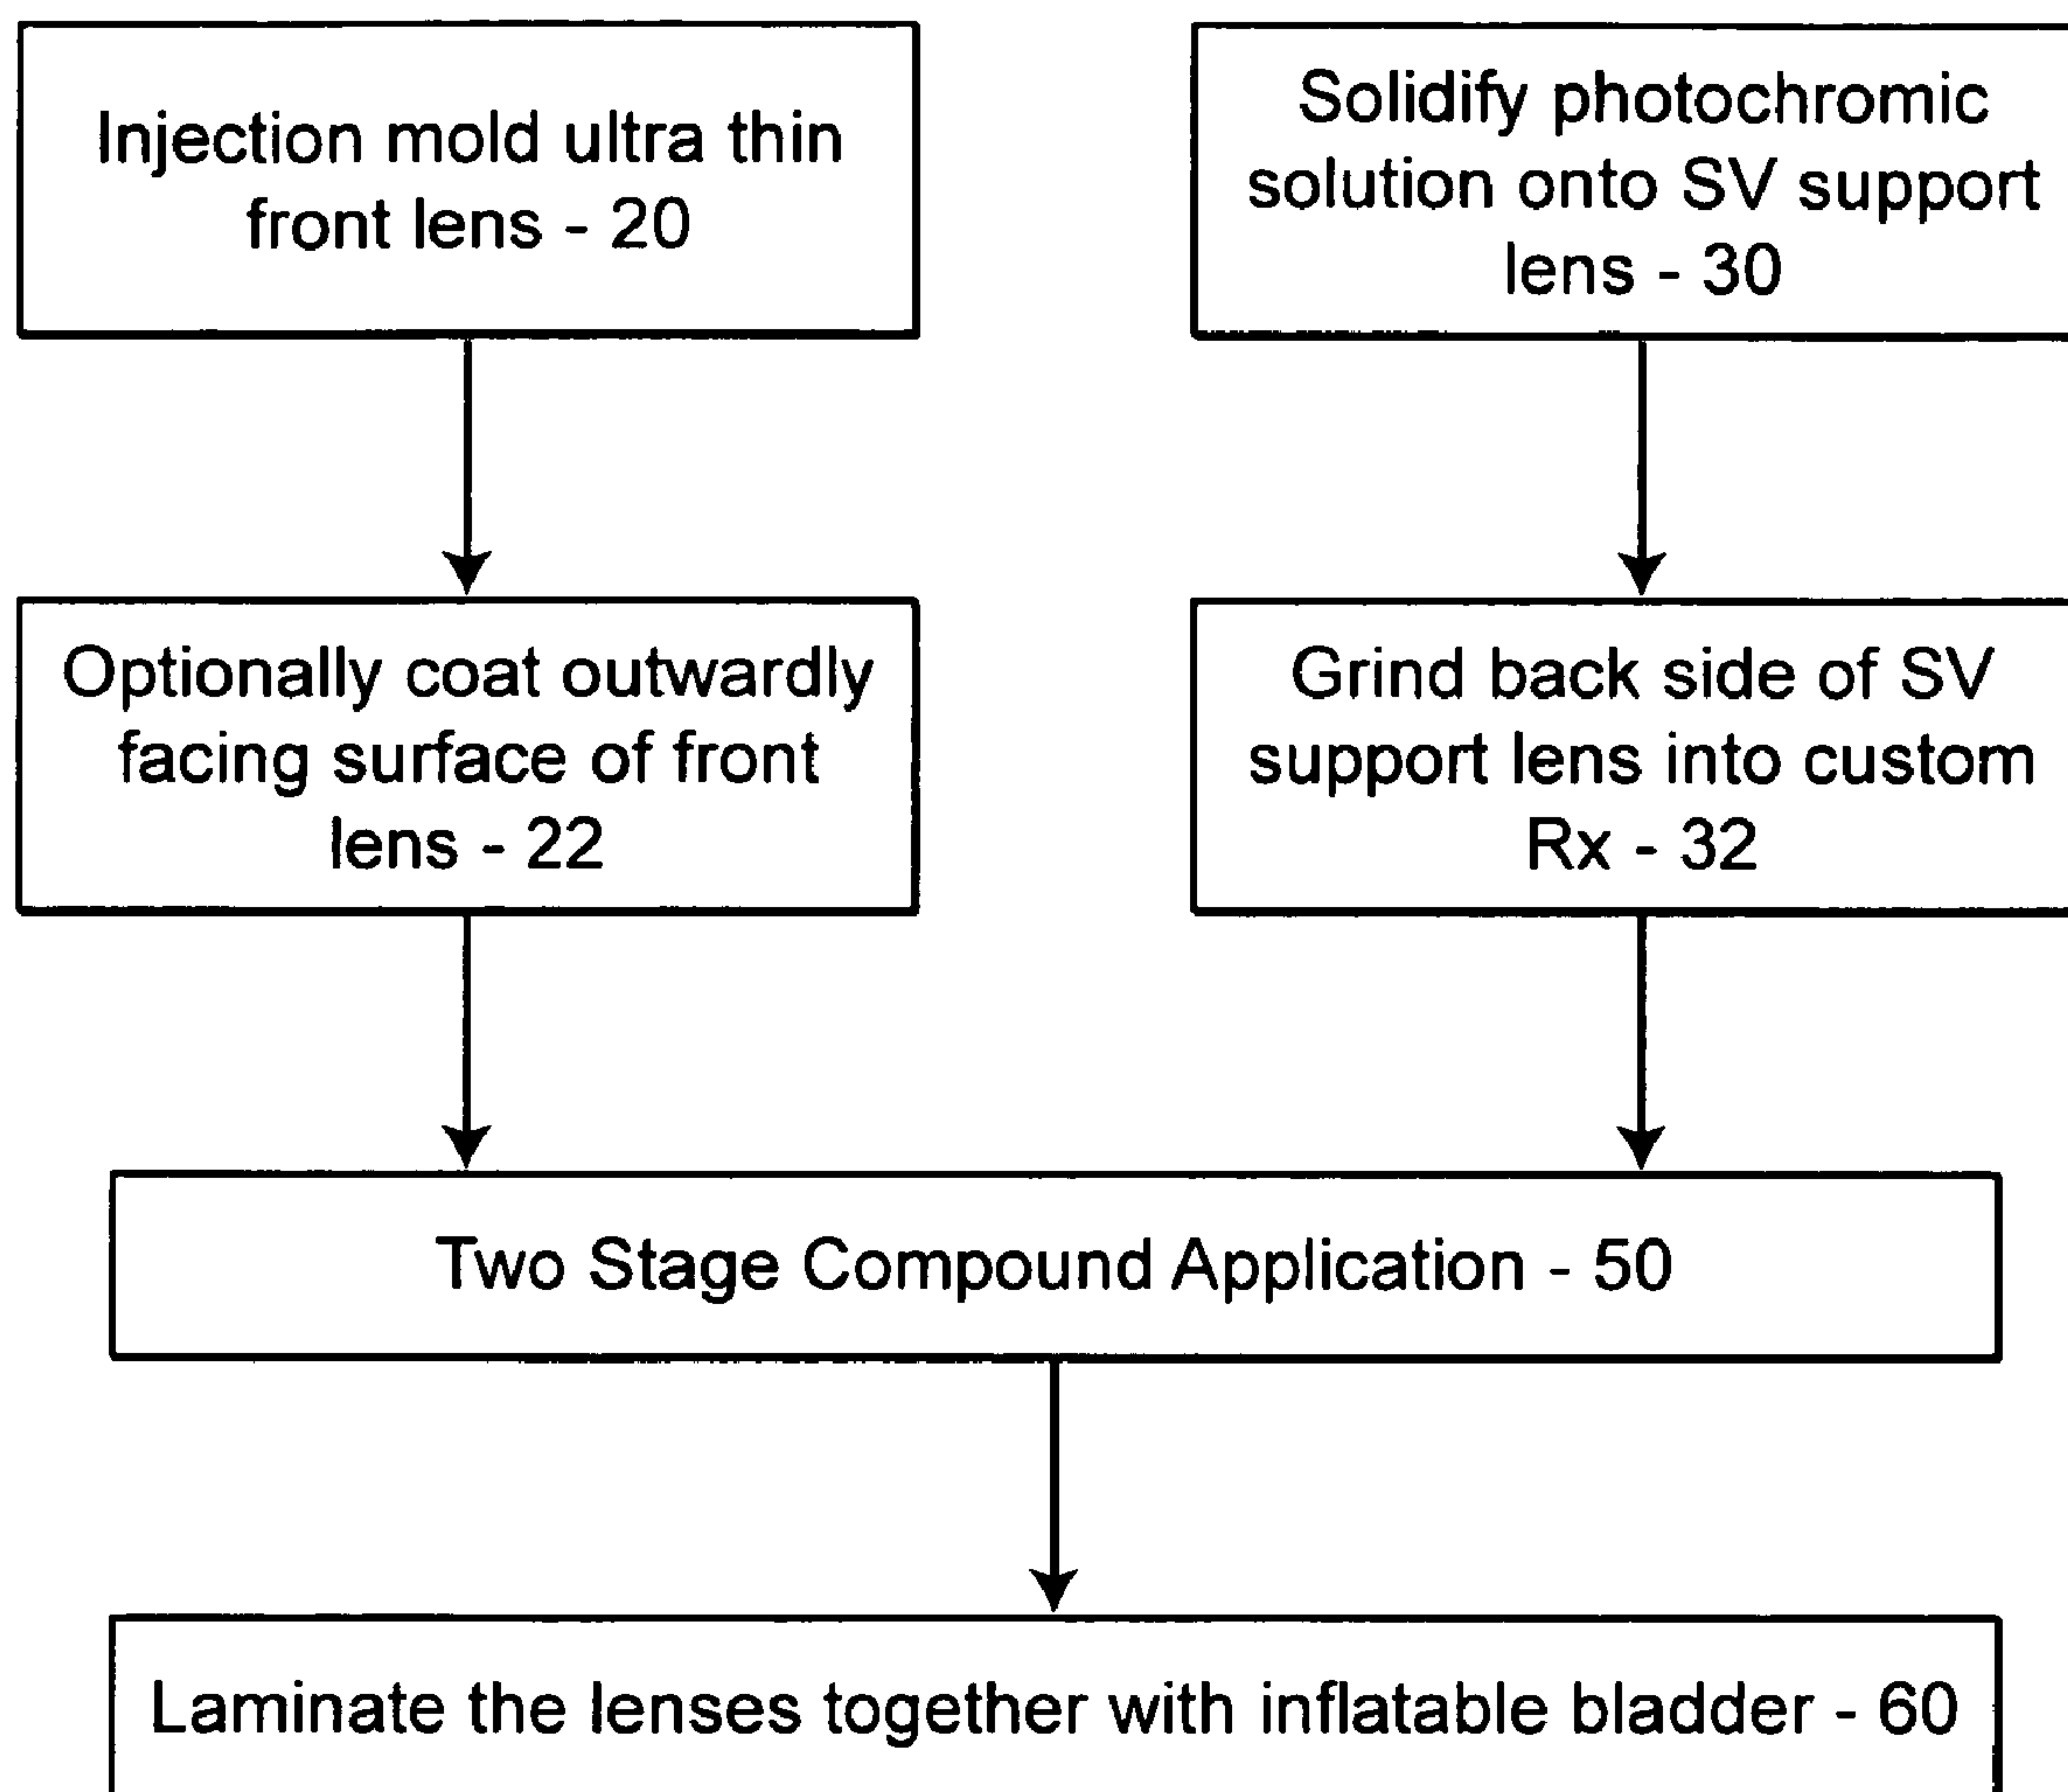 Injection mold ultra thin
front lens - 20
Solidify photochromic
solution onto SV support
lens - 30
Optionally coat outwardly
facing surface of front
lens - 22
Grind back side of SV
support lens into custom
Rx - 32
Two Stage Compound Application - 50
Laminate the lenses together with inflatable bladder - 60